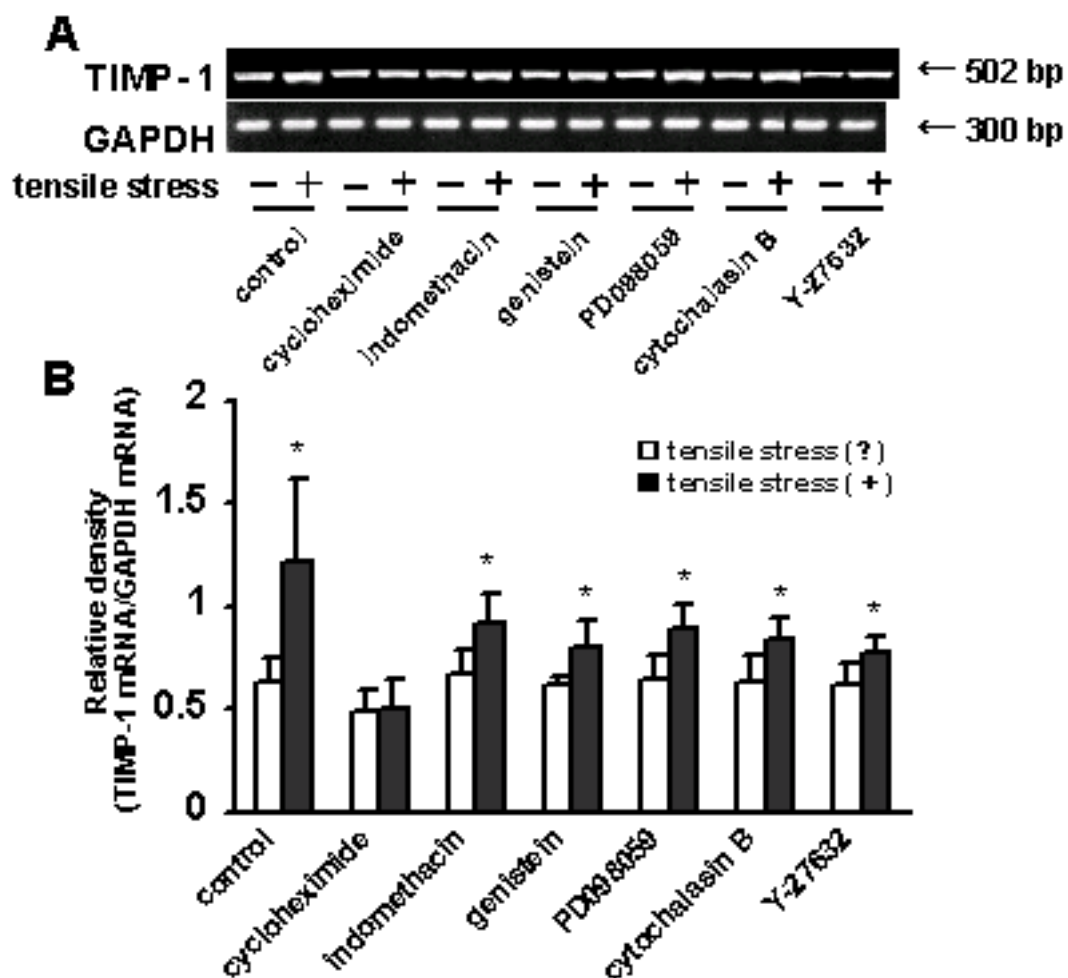 A
TIMP-1 ← 502 bp
GAPDH ← 300 bp
tensile stress − + − + − + − + − + − + − +
control cycloheximide indomethacin genistein PD098059 cytochalasin B Y-27632
B
Relative density
(TIMP-1 mRNA/GAPDH mRNA)
2
1.5
1
0.5
0
tensile stress (?)
tensile stress ( + )
* * * * * *
control cycloheximide indomethacin genistein PD098059 cytochalasin B Y-27632